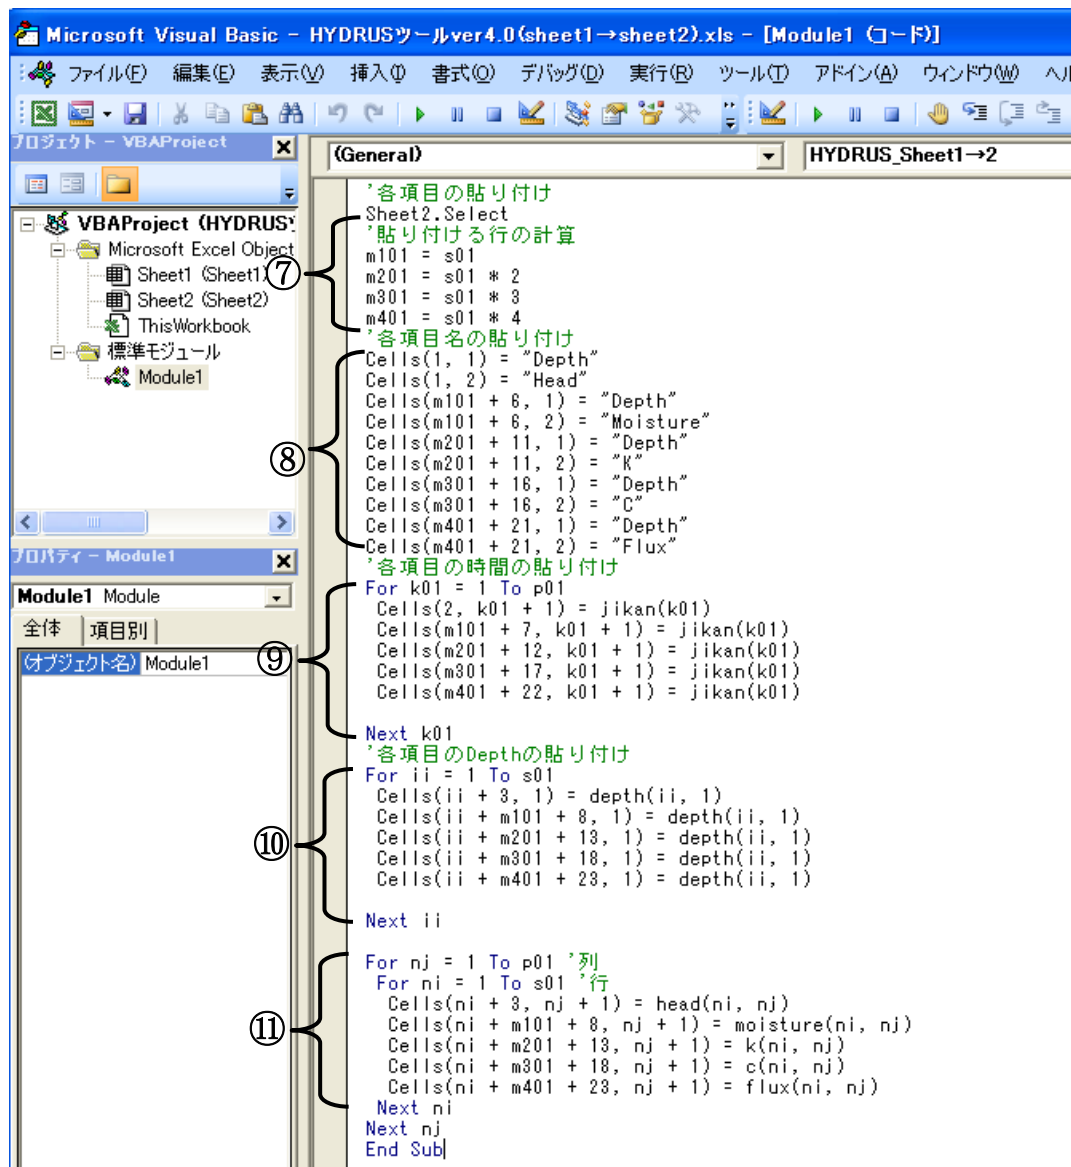 Microsoft Visual Basic - HYDRUSツールver4.0(sheet1→sheet2).xls - [Module1 (コード)]
ファイル(F) 編集(E) 表示(V) 挿入(I) 書式(O) デバッグ(D) 実行(R) ツール(T) アドイン(A) ウィンドウ(W)
プロジェクト - VBAProject
(General) HYDRUS_Sheet1→2
VBAProject (HYDRUS
Microsoft Excel Object
Sheet1 (Sheet1)
Sheet2 (Sheet2)
ThisWorkbook
標準モジュール
Module1
プロパティ - Module1
Module1 Module
全体 項目別
(オブジェクト名) Module1
'各項目の貼り付け
⑦
Sheet2.Select
'貼り付ける行の計算
m101 = s01
m201 = s01 * 2
m301 = s01 * 3
m401 = s01 * 4
'各項目名の貼り付け
⑧
Cells(1, 1) = "Depth"
Cells(1, 2) = "Head"
Cells(m101 + 6, 1) = "Depth"
Cells(m101 + 6, 2) = "Moisture"
Cells(m201 + 11, 1) = "Depth"
Cells(m201 + 11, 2) = "K"
Cells(m301 + 16, 1) = "Depth"
Cells(m301 + 16, 2) = "C"
Cells(m401 + 21, 1) = "Depth"
Cells(m401 + 21, 2) = "Flux"
'各項目の時間の貼り付け
⑨
For k01 = 1 To p01
Cells(2, k01 + 1) = jikan(k01)
Cells(m101 + 7, k01 + 1) = jikan(k01)
Cells(m201 + 12, k01 + 1) = jikan(k01)
Cells(m301 + 17, k01 + 1) = jikan(k01)
Cells(m401 + 22, k01 + 1) = jikan(k01)
Next k01
'各項目のDepthの貼り付け
⑩
For ii = 1 To s01
Cells(ii + 3, 1) = depth(ii, 1)
Cells(ii + m101 + 8, 1) = depth(ii, 1)
Cells(ii + m201 + 13, 1) = depth(ii, 1)
Cells(ii + m301 + 18, 1) = depth(ii, 1)
Cells(ii + m401 + 23, 1) = depth(ii, 1)
Next ii
⑪
For nj = 1 To p01 '列
For ni = 1 To s01 '行
Cells(ni + 3, nj + 1) = head(ni, nj)
Cells(ni + m101 + 8, nj + 1) = moisture(ni, nj)
Cells(ni + m201 + 13, nj + 1) = k(ni, nj)
Cells(ni + m301 + 18, nj + 1) = c(ni, nj)
Cells(ni + m401 + 23, nj + 1) = flux(ni, nj)
Next ni
Next nj
End Sub